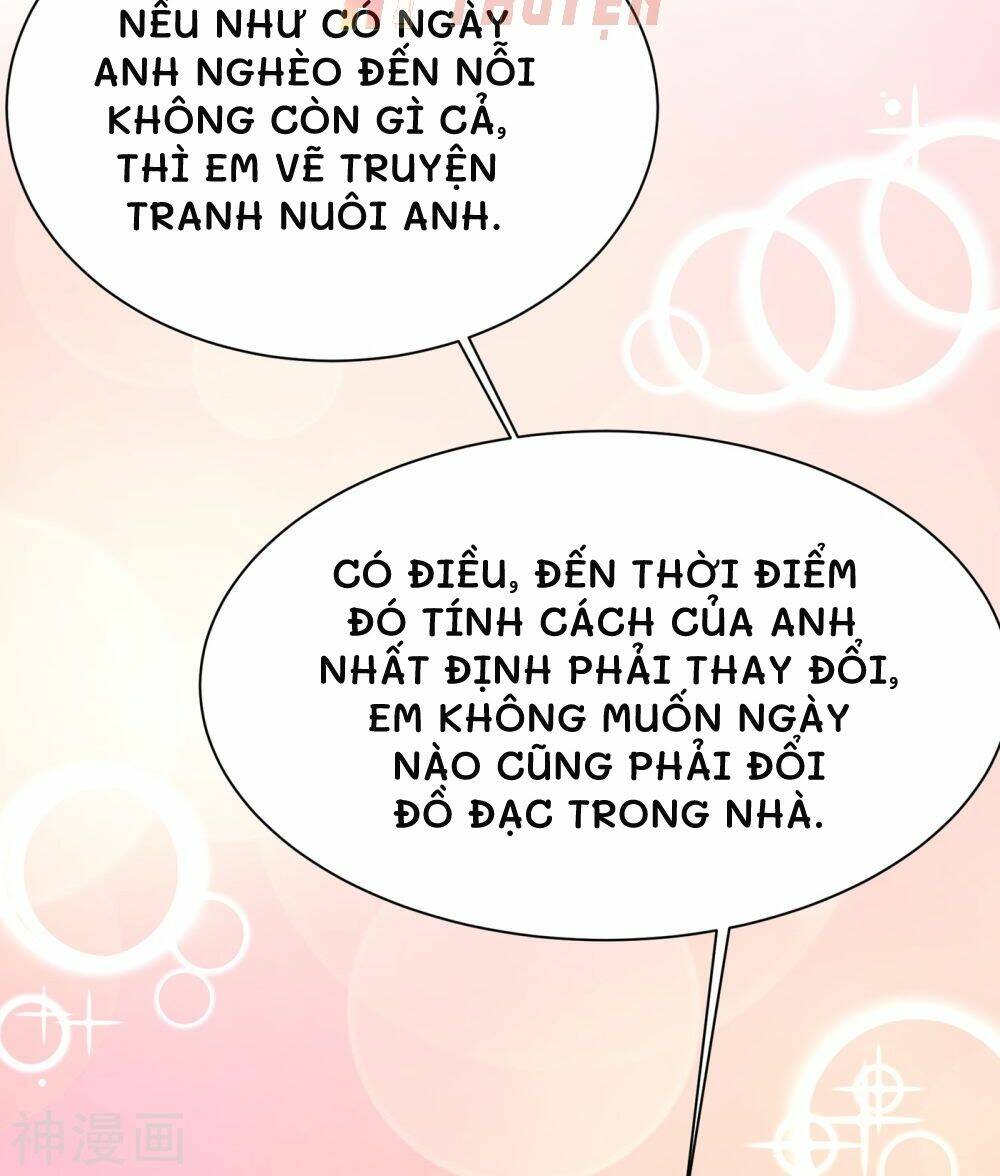 TRUYỆN
NẾU NHƯ CÓ NGÀY
ANH NGHÈO ĐẾN NỖI
KHÔNG CÒN GÌ CẢ,
THÌ EM VẼ TRUYỆN
TRANH NUÔI ANH.
CÓ ĐIỀU, ĐẾN THỜI ĐIỂM
ĐÓ TÍNH CÁCH CỦA ANH
NHẤT ĐỊNH PHẢI THAY ĐỔI,
EM KHÔNG MUỐN NGÀY
NÀO CŨNG PHẢI ĐỔI
ĐỒ ĐẠC TRONG NHÀ.
神漫画